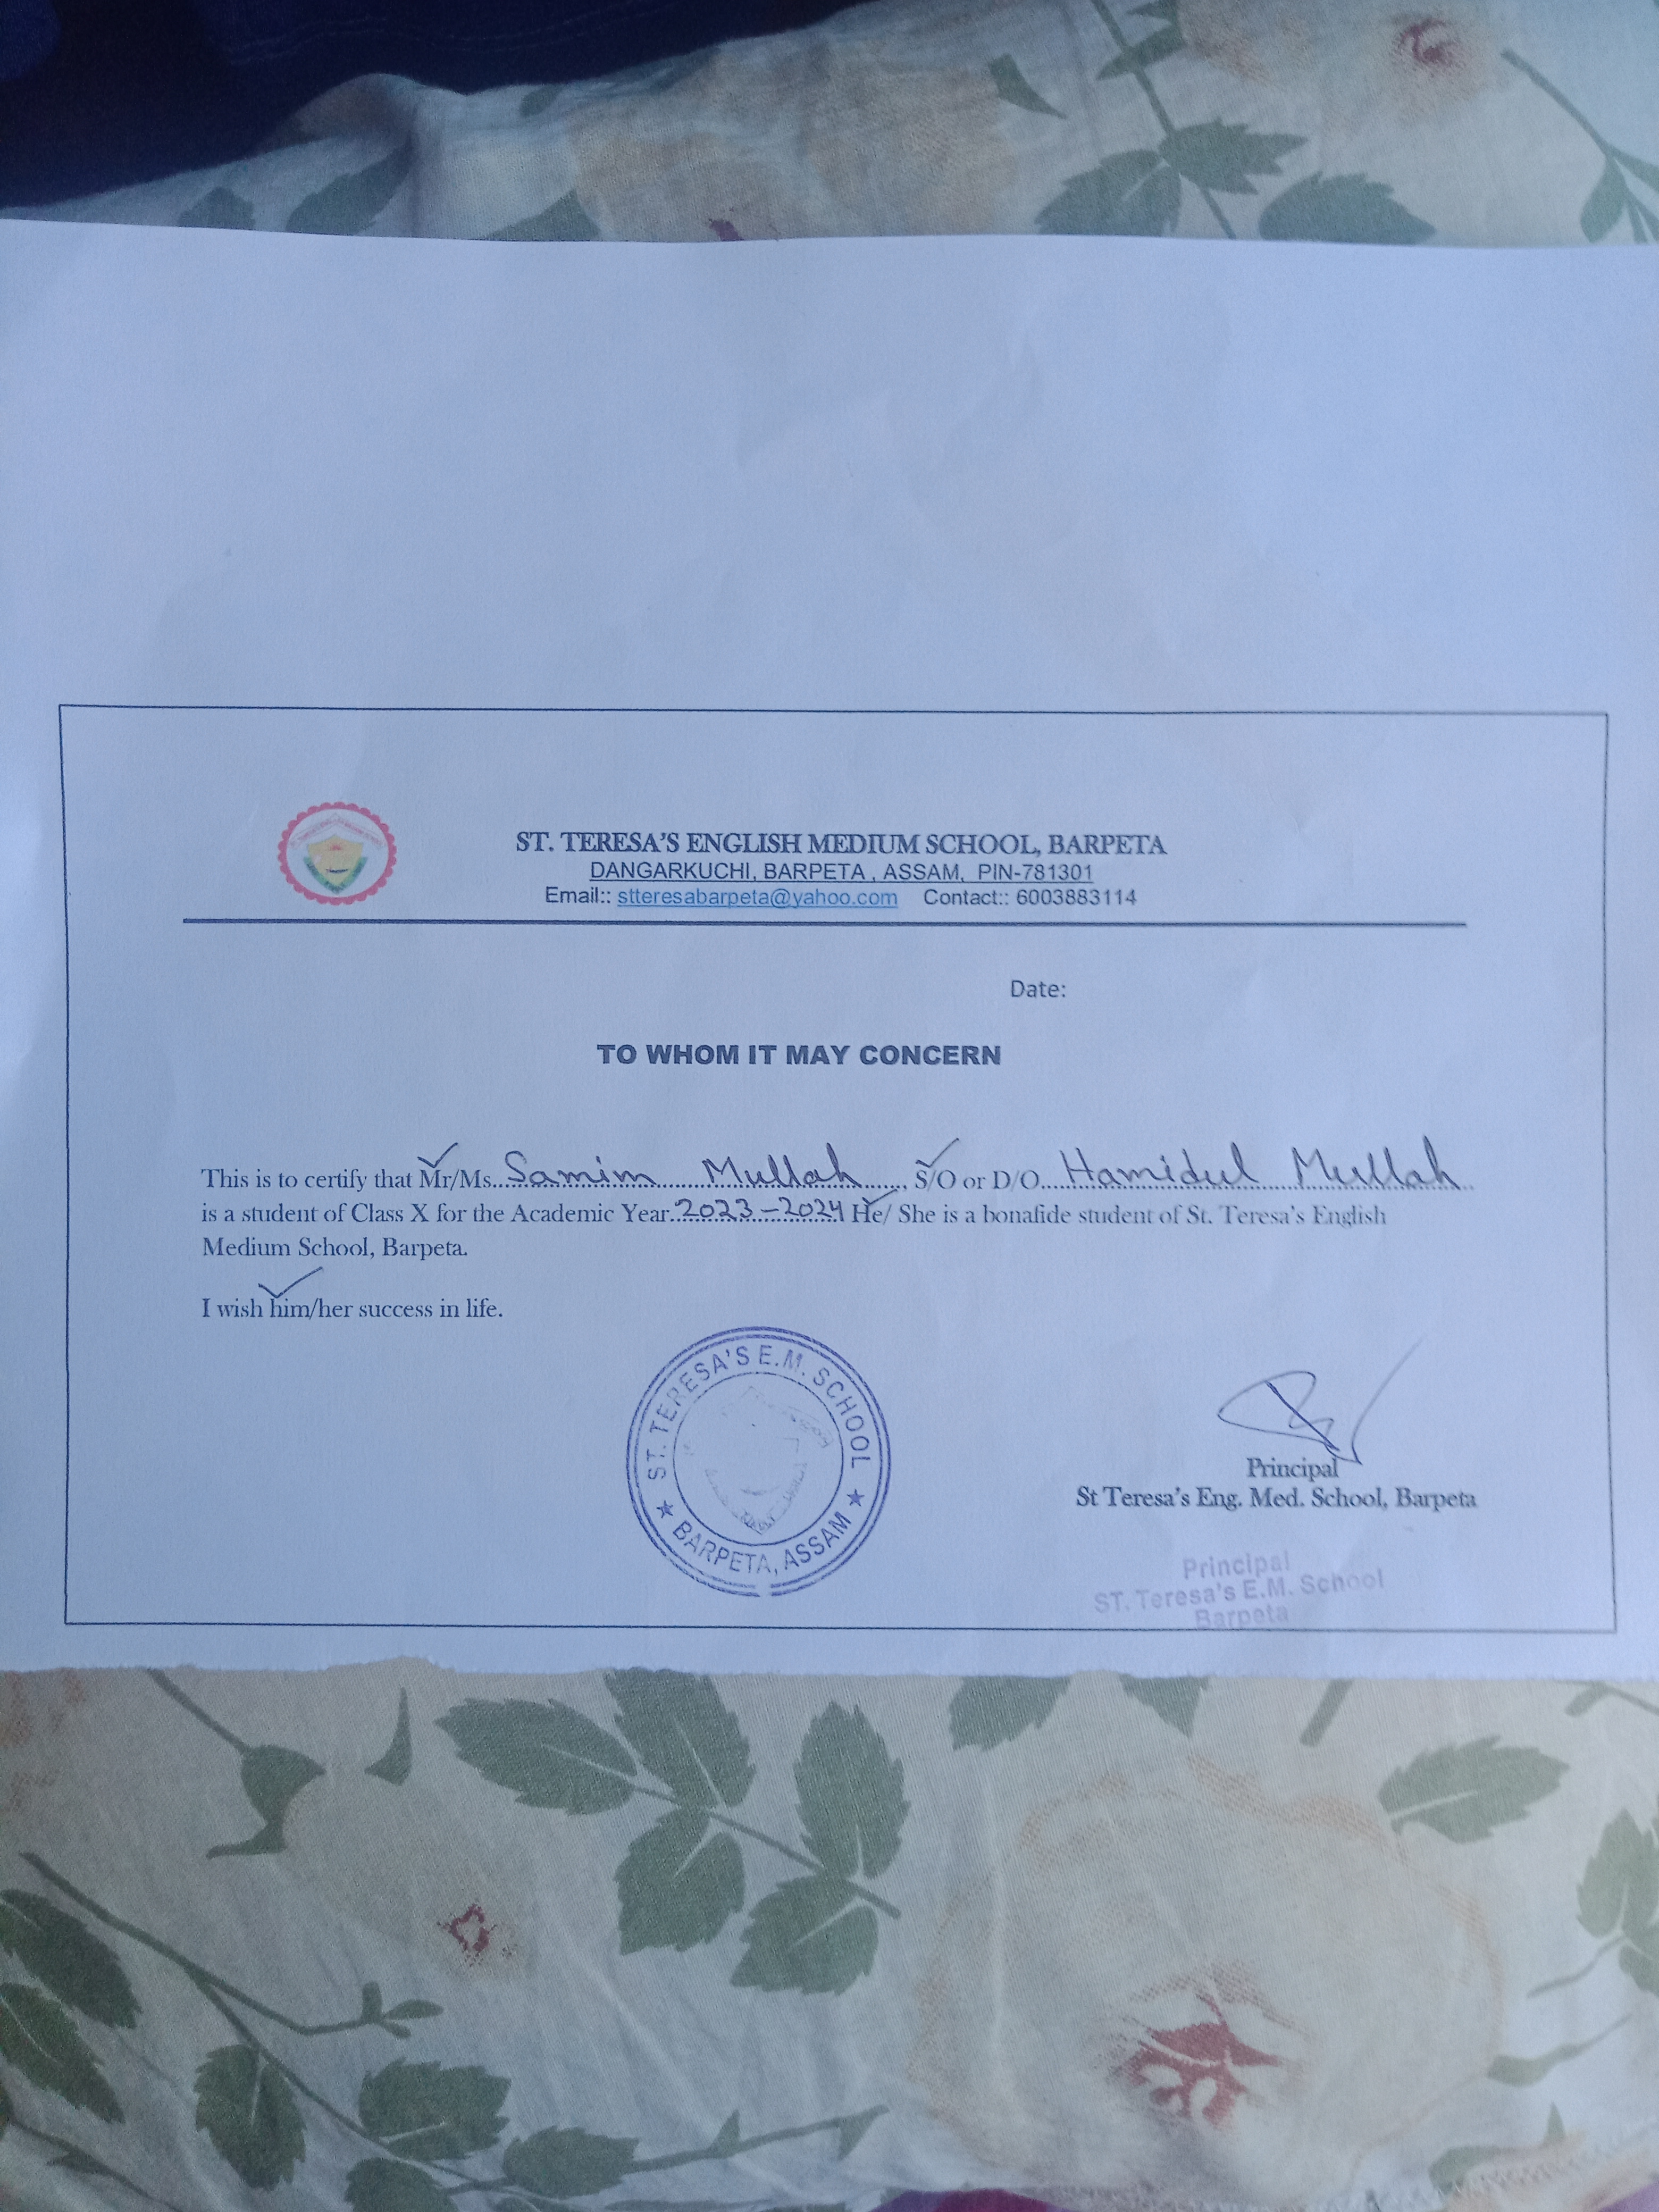 ST. TERESA'S ENGLISH MEDIUM SCHOOL, BARPETA
DANGARKUCHI, BARPETA , ASSAM, PIN-781301
Email:: stteresabarpeta@yahoo.com Contact:: 6003883114
Date:
TO WHOM IT MAY CONCERN
This is to certify that Mr/Ms. Samim Mullah, S/O or D/O. Hamidul Mullah
is a student of Class X for the Academic Year 2023-2024 He/ She is a bonafide student of St. Teresa's English
Medium School, Barpeta.
I wish him/her success in life.
ST. TERESA'S E.M. SCHOOL
★ BARPETA, ASSAM ★
Principal
St Teresa's Eng. Med. School, Barpeta
Principal
ST. Teresa's E.M. School
Barpeta